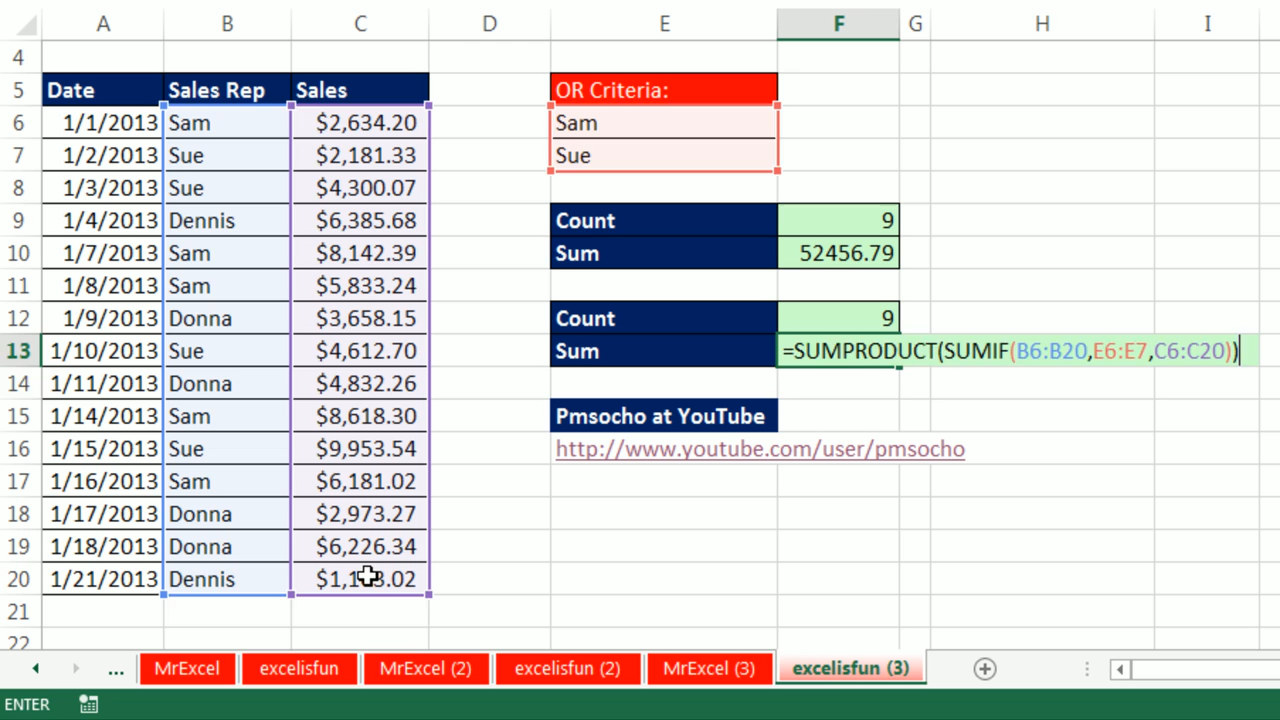 A B C D E F G H I
4
5 Date Sales Rep Sales OR Criteria:
6 1/1/2013 Sam $2,634.20 Sam
7 1/2/2013 Sue $2,181.33 Sue
8 1/3/2013 Sue $4,300.07
9 1/4/2013 Dennis $6,385.68 Count 9
10 1/7/2013 Sam $8,142.39 Sum 52456.79
11 1/8/2013 Sam $5,833.24
12 1/9/2013 Donna $3,658.15 Count 9
13 1/10/2013 Sue $4,612.70 Sum =SUMPRODUCT(SUMIF(B6:B20,E6:E7,C6:C20))
14 1/11/2013 Donna $4,832.26
15 1/14/2013 Sam $8,618.30 Pmsocho at YouTube
16 1/15/2013 Sue $9,953.54 http://www.youtube.com/user/pmsocho
17 1/16/2013 Sam $6,181.02
18 1/17/2013 Donna $2,973.27
19 1/18/2013 Donna $6,226.34
20 1/21/2013 Dennis
21
22
... MrExcel excelisfun MrExcel (2) excelisfun (2) MrExcel (3) excelisfun (3)
ENTER